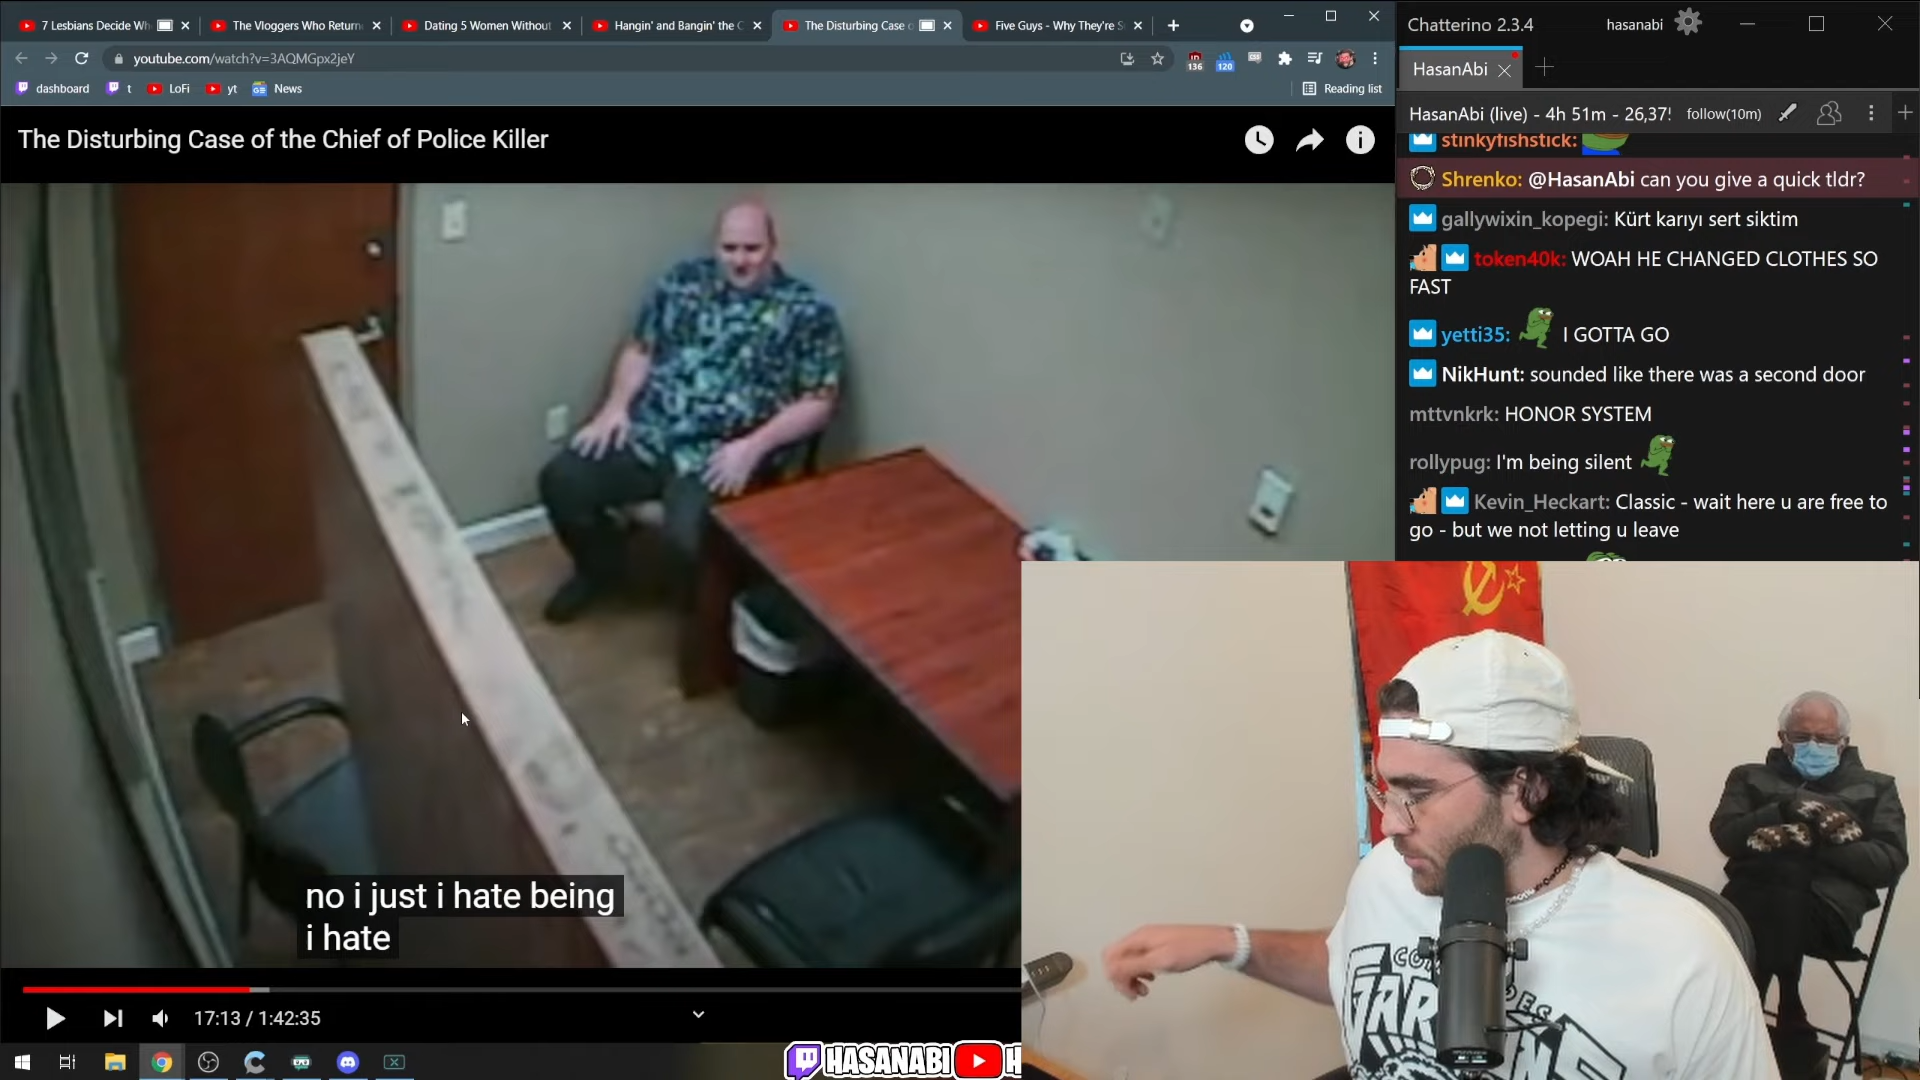 7 Lesbians Decide Wh
The Vloggers Who Return
Dating 5 Women Without
Hangin' and Bangin' the C
The Disturbing Case o
Five Guys - Why They're S
youtube.com/watch?v=3AQMGpx2jeY
136
120
dashboard
t
LoFi
yt
News
Reading list
The Disturbing Case of the Chief of Police Killer
no i just i hate being
i hate
17:13 / 1:42:35
HASANABI
H
Chatterino 2.3.4
hasanabi
HasanAbi
HasanAbi (live) - 4h 51m - 26,37!
follow(10m)
stinkyfishstick:
Shrenko: @HasanAbi can you give a quick tldr?
gallywixin_kopegi: Kürt karıyı sert siktim
token40k: WOAH HE CHANGED CLOTHES SO
FAST
yetti35: I GOTTA GO
NikHunt: sounded like there was a second door
mttvnkrk: HONOR SYSTEM
rollypug: I'm being silent
Kevin_Heckart: Classic - wait here u are free to
go - but we not letting u leave